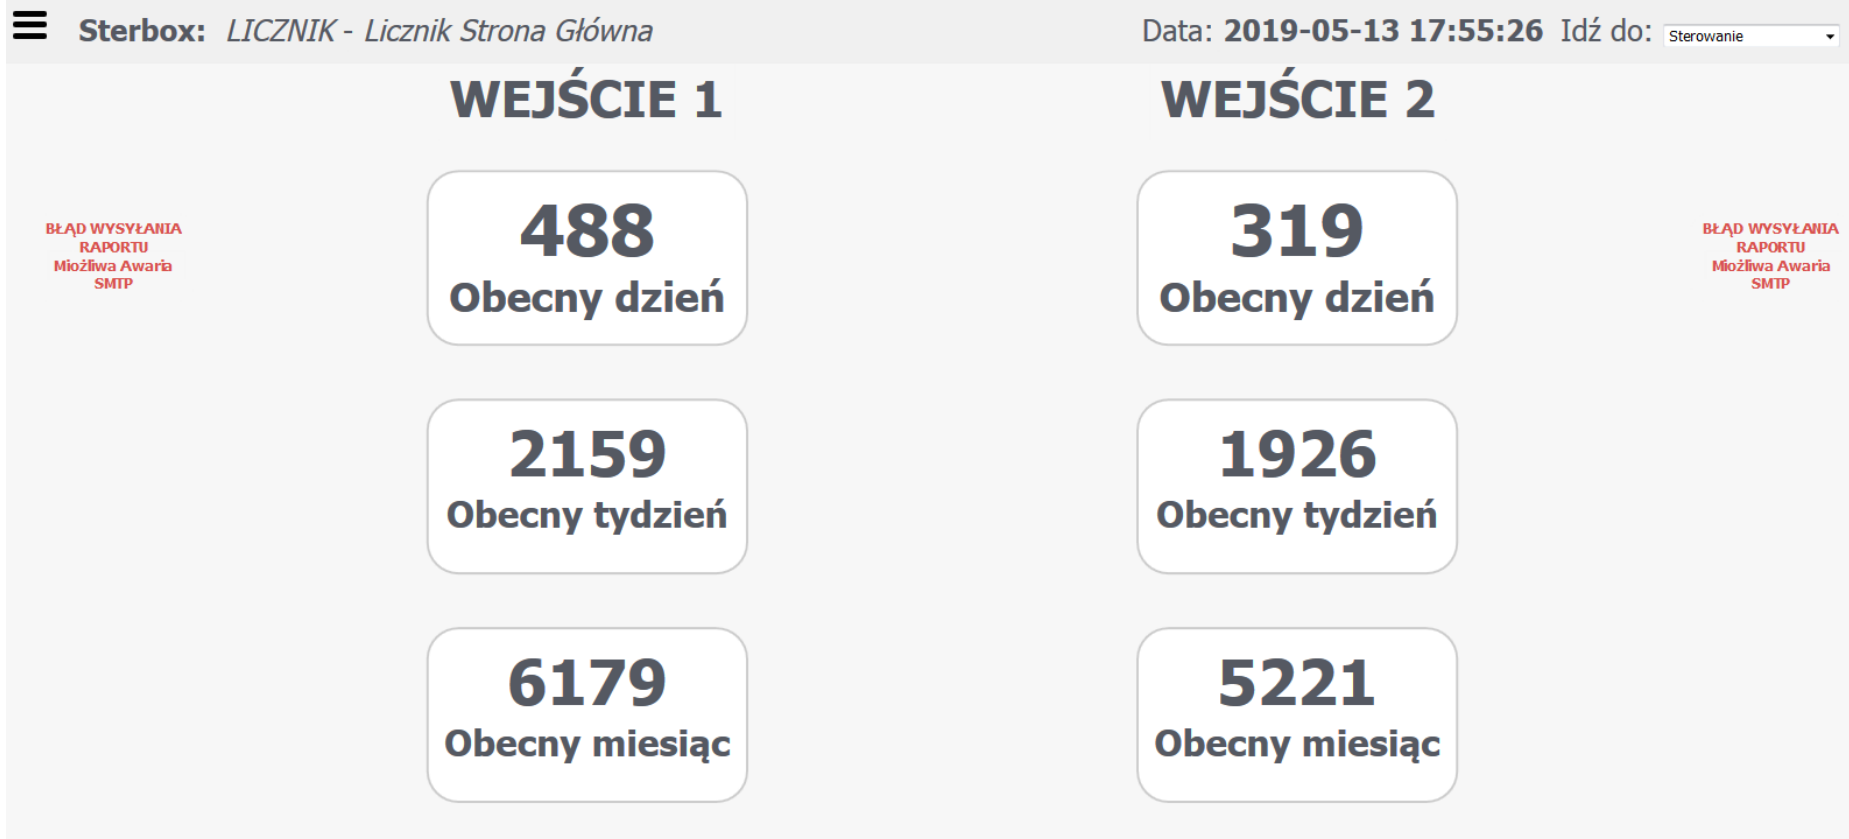 Sterbox: LICZNIK - Licznik Strona Główna
Data: 2019-05-13 17:55:26 Idź do: Sterowanie
WEJŚCIE 1
WEJŚCIE 2
BŁĄD WYSYŁANIA
RAPORTU
Miożliwa Awaria
SMTP
488
Obecny dzień
319
Obecny dzień
BŁĄD WYSYŁANIA
RAPORTU
Miożliwa Awaria
SMTP
2159
Obecny tydzień
1926
Obecny tydzień
6179
Obecny miesiąc
5221
Obecny miesiąc